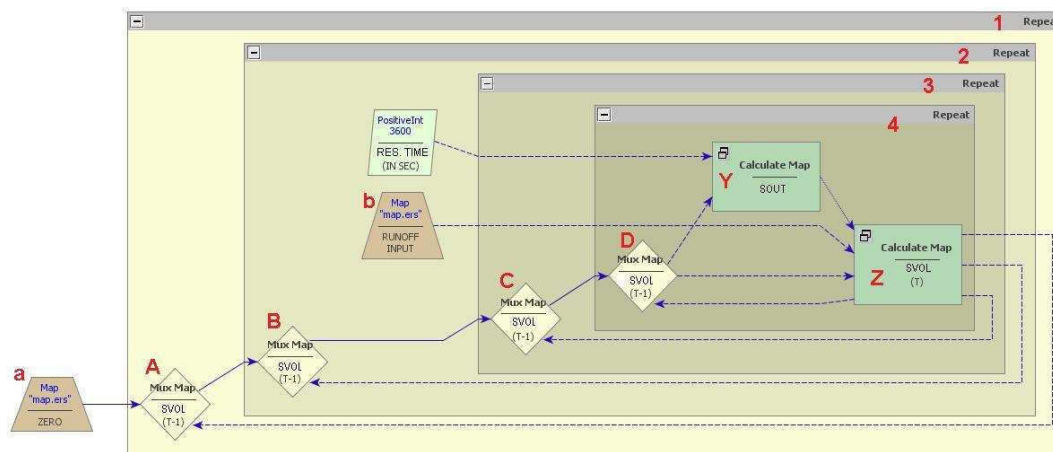 1 Repea
2 Repeat
3 Repeat
4 Repeat
PositiveInt
3600
RES. TIME
(IN SEC)
Y
Calculate Map
SOUT
b
Map
"map.ers"
RUNOFF
INPUT
D
Mux Map
SVOL
(T-1)
Z
Calculate Map
SVOL
(T)
C
Mux Map
SVOL
(T-1)
B
Mux Map
SVOL
(T-1)
A
Mux Map
SVOL
(T-1)
a
Map
"map.ers"
ZERO